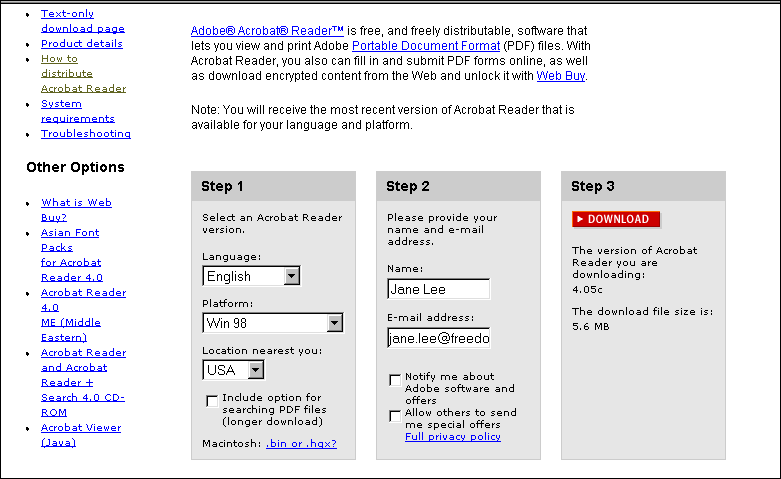 Text-only
download page
Product details
How to
distribute
Acrobat Reader
System
requirements
Troubleshooting
Other Options
What is Web
Buy?
Asian Font
Packs
for Acrobat
Reader 4.0
Acrobat Reader
4.0
ME (Middle
Eastern)
Acrobat Reader
and Acrobat
Reader +
Search 4.0 CD-
ROM
Acrobat Viewer
(Java)
Adobe® Acrobat® Reader™ is free, and freely distributable, software that
lets you view and print Adobe Portable Document Format (PDF) files. With
Acrobat Reader, you also can fill in and submit PDF forms online, as well
as download encrypted content from the Web and unlock it with Web Buy.
Note: You will receive the most recent version of Acrobat Reader that is
available for your language and platform.
Step 1
Select an Acrobat Reader
version.
Language:
English
Platform:
Win 98
Location nearest you:
USA
Include option for
searching PDF files
(longer download)
Macintosh: .bin or .hqx?
Step 2
Please provide your
name and e-mail
address.
Name:
Jane Lee
E-mail address:
jane.lee@freedo
Notify me about
Adobe software and
offers
Allow others to send
me special offers
Full privacy policy
Step 3
DOWNLOAD
The version of Acrobat
Reader you are
downloading:
4.05c
The download file size is:
5.6 MB